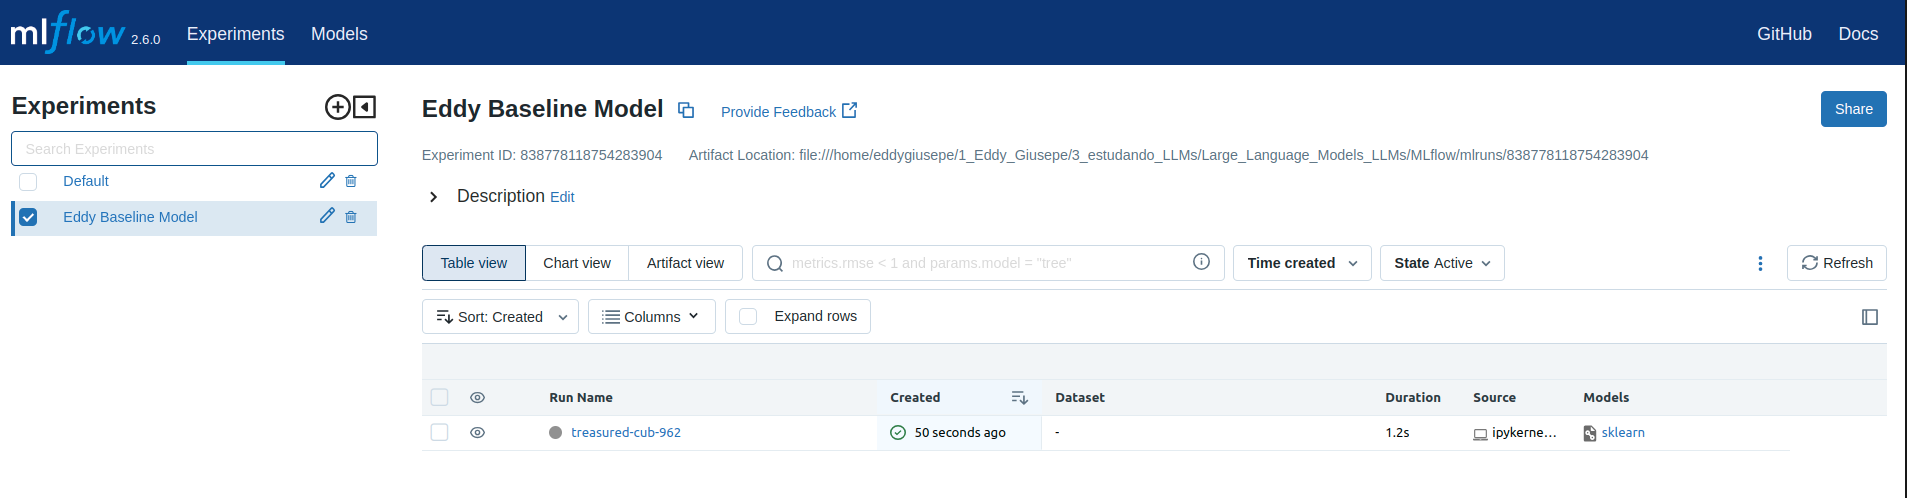 mlflow 2.6.0 Experiments Models GitHub Docs
Experiments
Search Experiments
Default
Eddy Baseline Model
Eddy Baseline Model Provide Feedback Share
Experiment ID: 838778118754283904 Artifact Location: file:///home/eddygiusepe/1_Eddy_Giusepe/3_estudando_LLMs/Large_Language_Models_LLMs/MLflow/mlruns/838778118754283904
Description Edit
Table view Chart view Artifact view metrics.rmse < 1 and params.model = "tree" Time created State Active Refresh
Sort: Created Columns Expand rows
Run Name Created Dataset Duration Source Models
treasured-cub-962 50 seconds ago - 1.2s ipykerne... sklearn